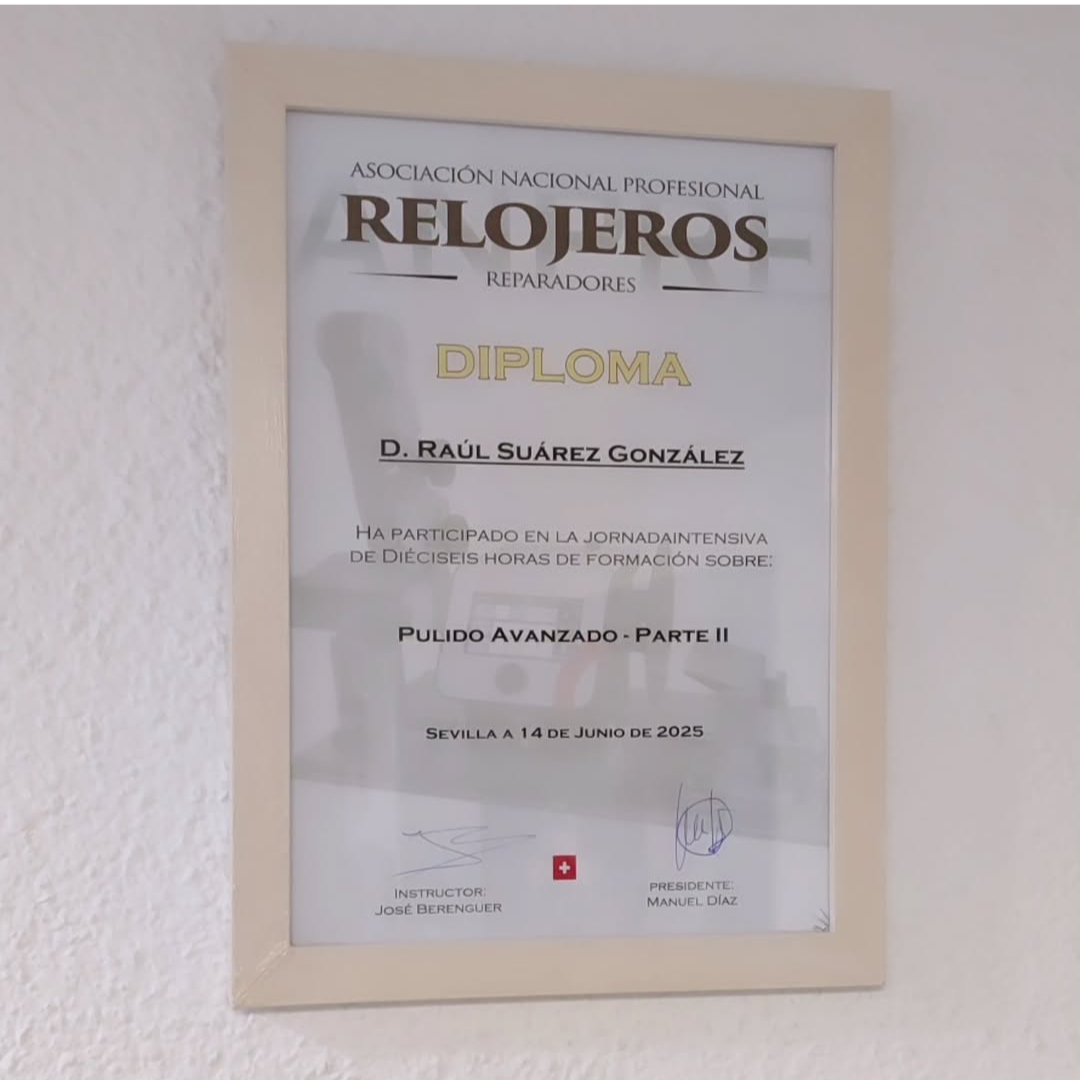 ASOCIACIÓN NACIONAL PROFESIONAL
RELOJEROS
REPARADORES
DIPLOMA
D. RAÚL SUÁREZ GONZÁLEZ
HA PARTICIPADO EN LA JORNADAINTENSIVA
DE DIÉCISEIS HORAS DE FORMACIÓN SOBRE:
PULIDO AVANZADO - PARTE II
SEVILLA A 14 DE JUNIO DE 2025
INSTRUCTOR:
JOSÉ BERENGUER
PRESIDENTE:
MANUEL DÍAZ